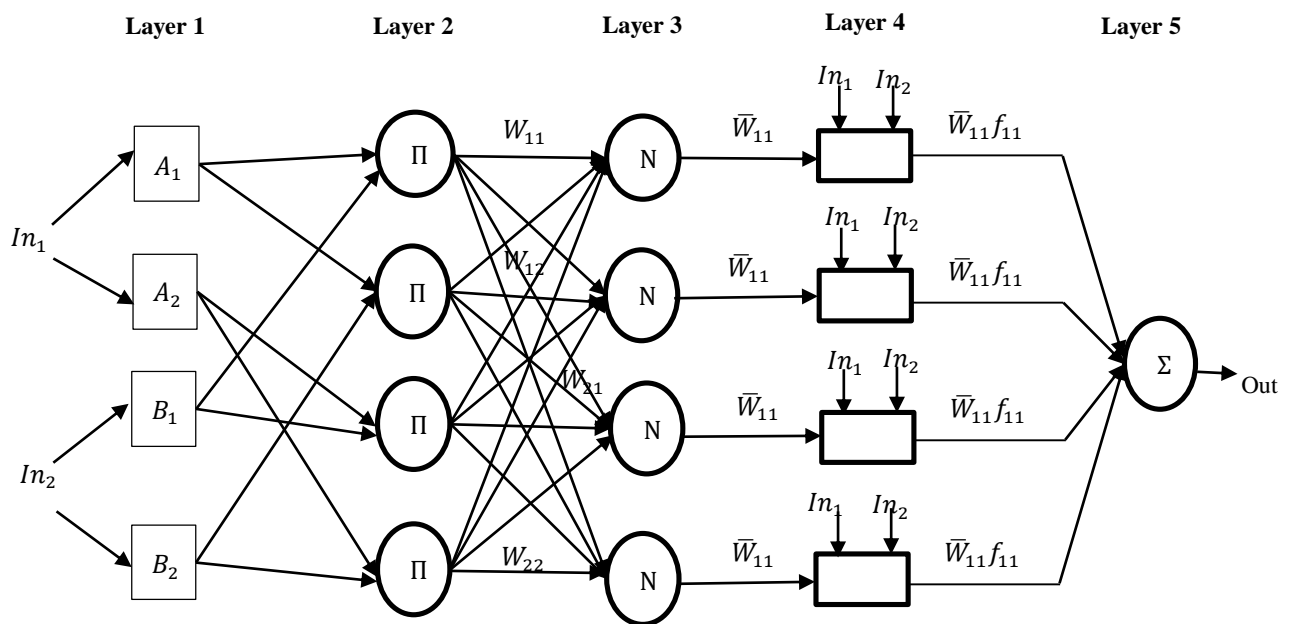 Layer 1 Layer 2 Layer 3 Layer 4 Layer 5
In₁ In₂
A₁ Π W₁₁ N W̅₁₁ W̅₁₁f₁₁
In₁
In₁ In₂
A₂ Π W₁₂ N W̅₁₁ W̅₁₁f₁₁
Σ Out
In₁ In₂
B₁ Π W₂₁ N W̅₁₁ W̅₁₁f₁₁
In₂
In₁ In₂
B₂ Π W₂₂ N W̅₁₁ W̅₁₁f₁₁